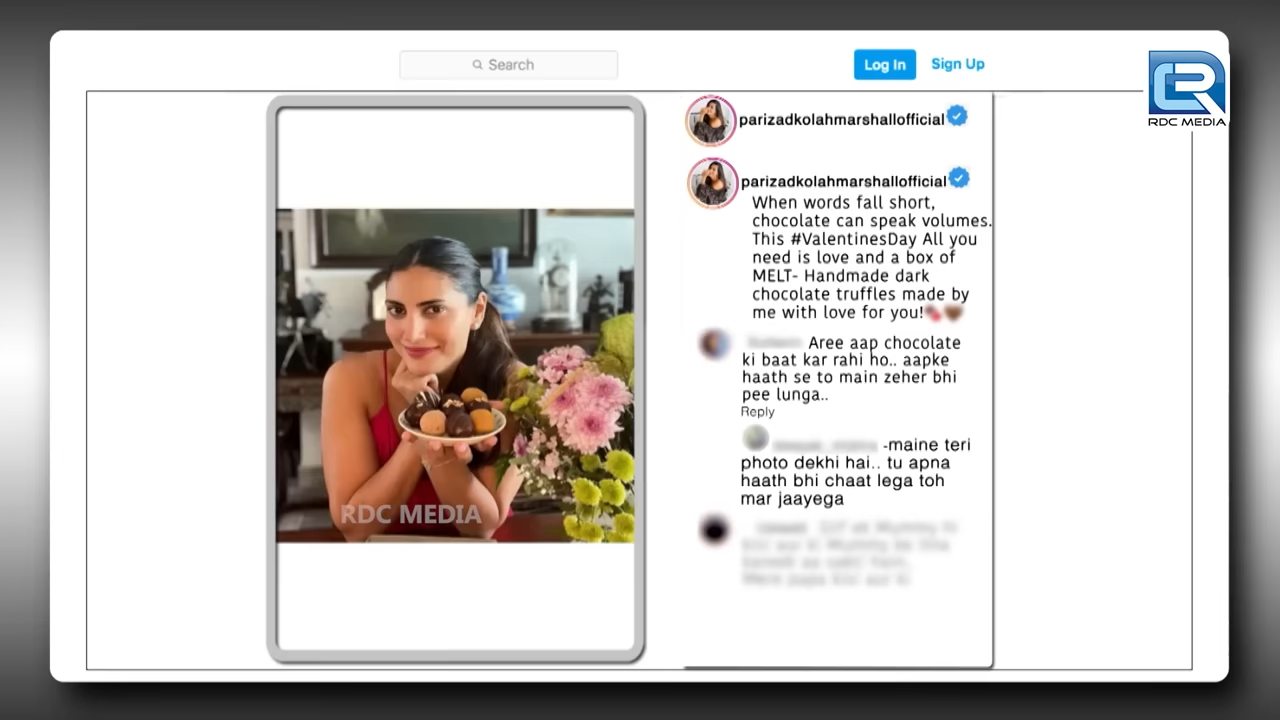 Search
Log In
Sign Up
RDC MEDIA
parizadkolahmarshallofficial
parizadkolahmarshallofficial
When words fall short,
chocolate can speak volumes.
This #ValentinesDay All you
need is love and a box of
MELT- Handmade dark
chocolate truffles made by
me with love for you!
Aree aap chocolate
ki baat kar rahi ho.. aapke
haath se to main zeher bhi
pee lunga..
Reply
-maine teri
photo dekhi hai.. tu apna
haath bhi chaat lega toh
mar jaayega
RDC MEDIA